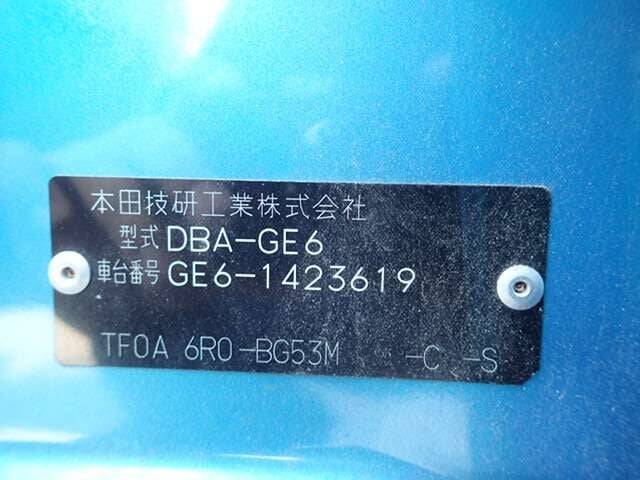 本田技研工業株式会社
型式 DBA-GE6
車台番号 GE6-1423619
TF0A 6R0-BG53M -C -S